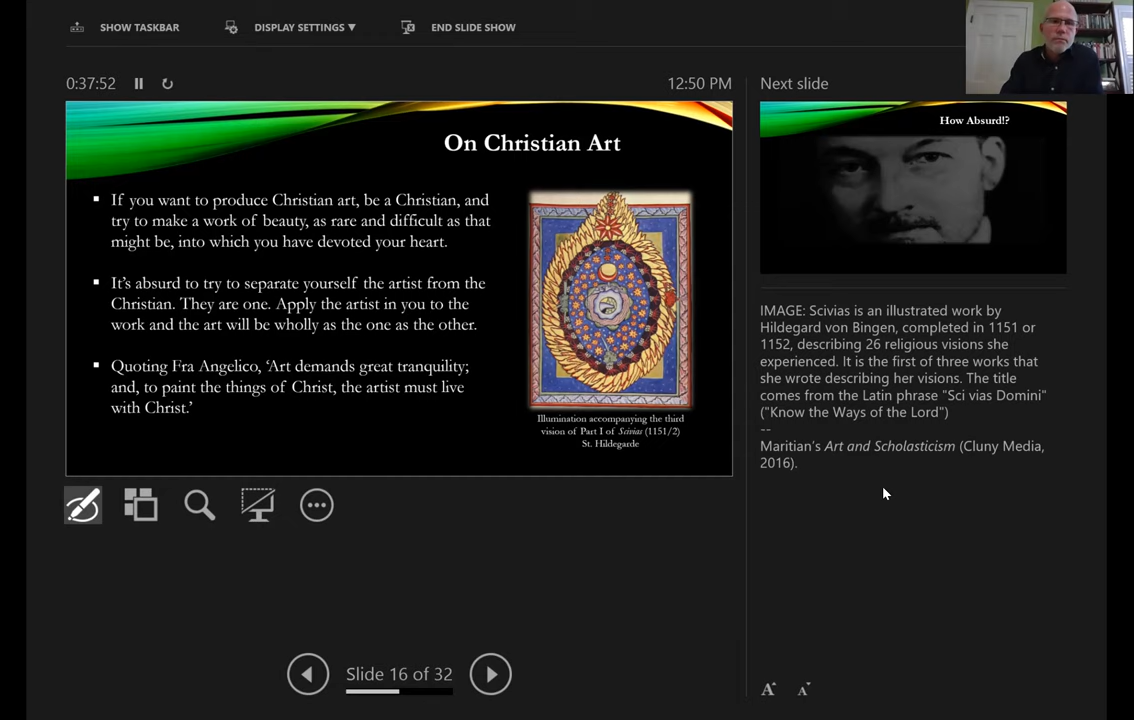 SHOW TASKBAR
DISPLAY SETTINGS ▼
END SLIDE SHOW
0:37:52
12:50 PM
On Christian Art
▪ If you want to produce Christian art, be a Christian, and
try to make a work of beauty, as rare and difficult as that
might be, into which you have devoted your heart.
▪ It's absurd to try to separate yourself the artist from the
Christian. They are one. Apply the artist in you to the
work and the art will be wholly as the one as the other.
▪ Quoting Fra Angelico, 'Art demands great tranquility;
and, to paint the things of Christ, the artist must live
with Christ.'
Illumination accompanying the third
vision of Part I of Scivias (1151/2)
St. Hildegarde
Slide 16 of 32
Next slide
How Absurd!?
IMAGE: Scivias is an illustrated work by
Hildegard von Bingen, completed in 1151 or
1152, describing 26 religious visions she
experienced. It is the first of three works that
she wrote describing her visions. The title
comes from the Latin phrase "Sci vias Domini"
("Know the Ways of the Lord")
--
Maritian's Art and Scholasticism (Cluny Media,
2016).
A A